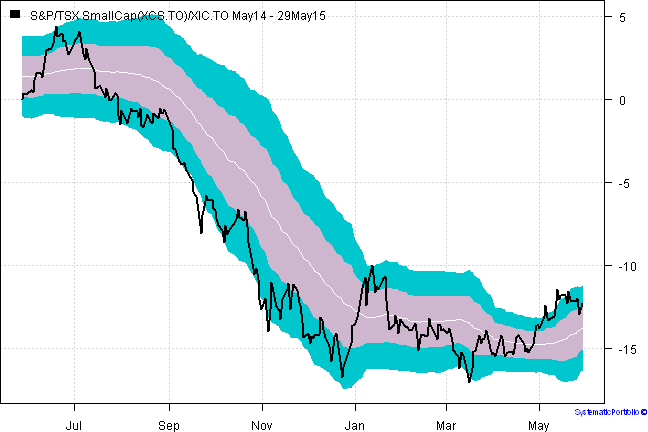 S&P/TSX SmallCap(XCS.TO)/XIC.TO May14 - 29May15
5
0
-5
-10
-15
Jul Sep Nov Jan Mar May
SystematicPortfolio ©